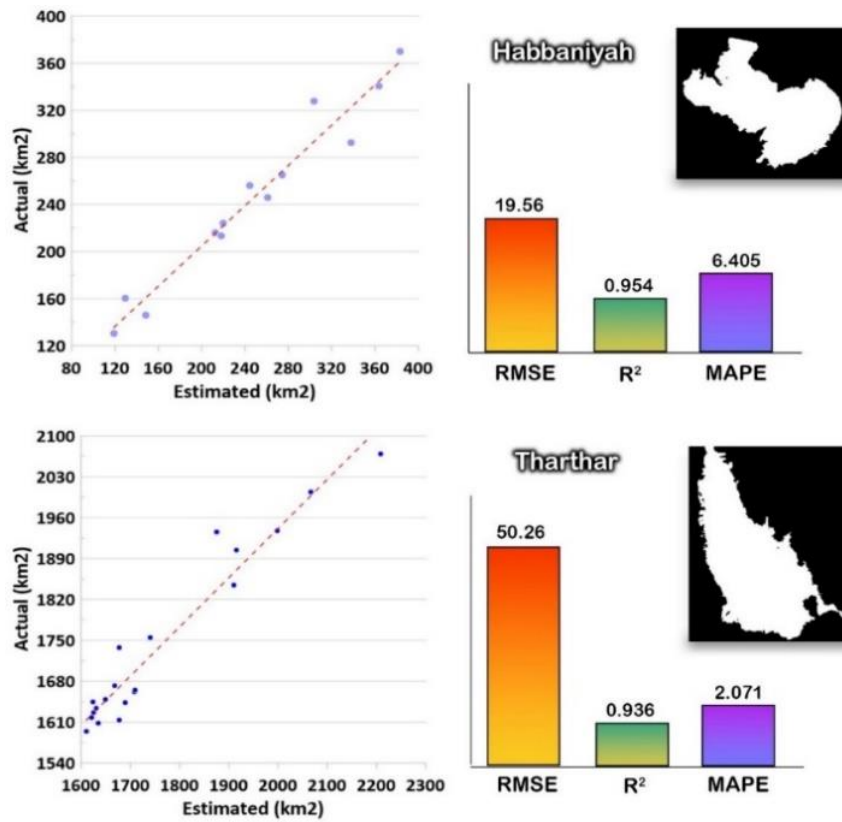 400
360
320
280
240
200
160
120
Actual (km2)
80 120 160 200 240 280 320 360 400
Estimated (km2)
Habbaniyah
19.56
0.954
6.405
RMSE R² MAPE
2100
2030
1960
1890
1820
1750
1680
1610
1540
Actual (km2)
1600 1700 1800 1900 2000 2100 2200 2300
Estimated (km2)
Tharthar
50.26
0.936
2.071
RMSE R² MAPE